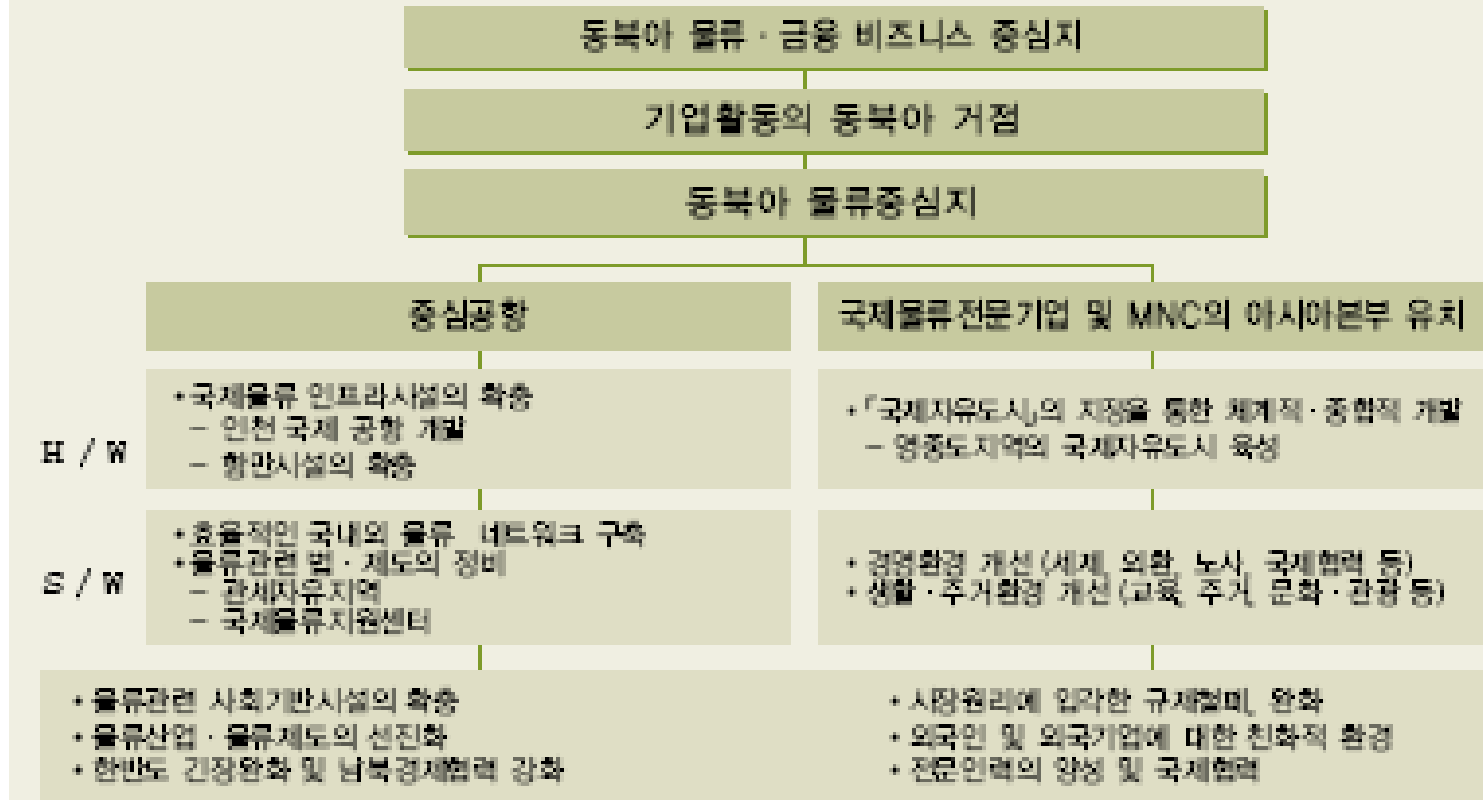 동북아 물류 · 금융 비즈니스 중심지
기업활동의 동북아 거점
동북아 물류중심지
중심공항
국제물류전문기업 및 MNC의 아시아본부 유치
H / W
• 국제물류 인프라시설의 확충
– 인천 국제 공항 개발
– 항만시설의 확충
• 「국제자유도시」의 지정을 통한 체계적 · 종합적 개발
– 영종도지역의 국제자유도시 육성
S / W
• 효율적인 국내외 물류 네트워크 구축
• 물류관련 법 · 제도의 정비
– 관세자유지역
– 국제물류지원센터
• 경영환경 개선 (세제, 외환, 노사, 국제협력 등)
• 생활 · 주거환경 개선 (교육, 주거, 문화 · 관광 등)
• 물류관련 사회기반시설의 확충
• 물류산업 · 물류제도의 선진화
• 한반도 긴장완화 및 남북경제협력 강화
• 시장원리에 입각한 규제철폐, 완화
• 외국인 및 외국기업에 대한 친화적 환경
• 전문인력의 양성 및 국제협력